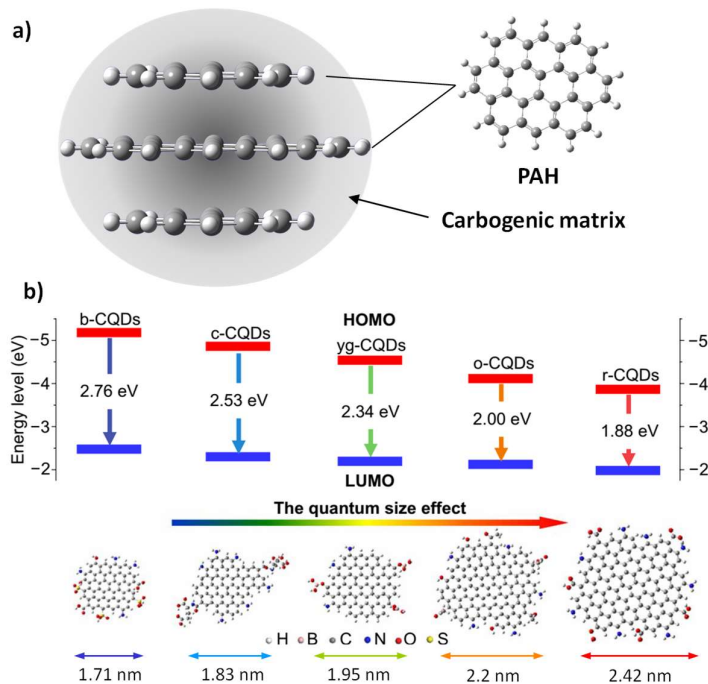 a)
PAH
Carbogenic matrix
b)
b-CQDs
c-CQDs
HOMO
yg-CQDs
o-CQDs
r-CQDs
Energy level (eV)
−5
−4
−3
−2
2.76 eV
2.53 eV
2.34 eV
2.00 eV
1.88 eV
−5
−4
−3
−2
LUMO
The quantum size effect
H B C N O S
1.71 nm
1.83 nm
1.95 nm
2.2 nm
2.42 nm